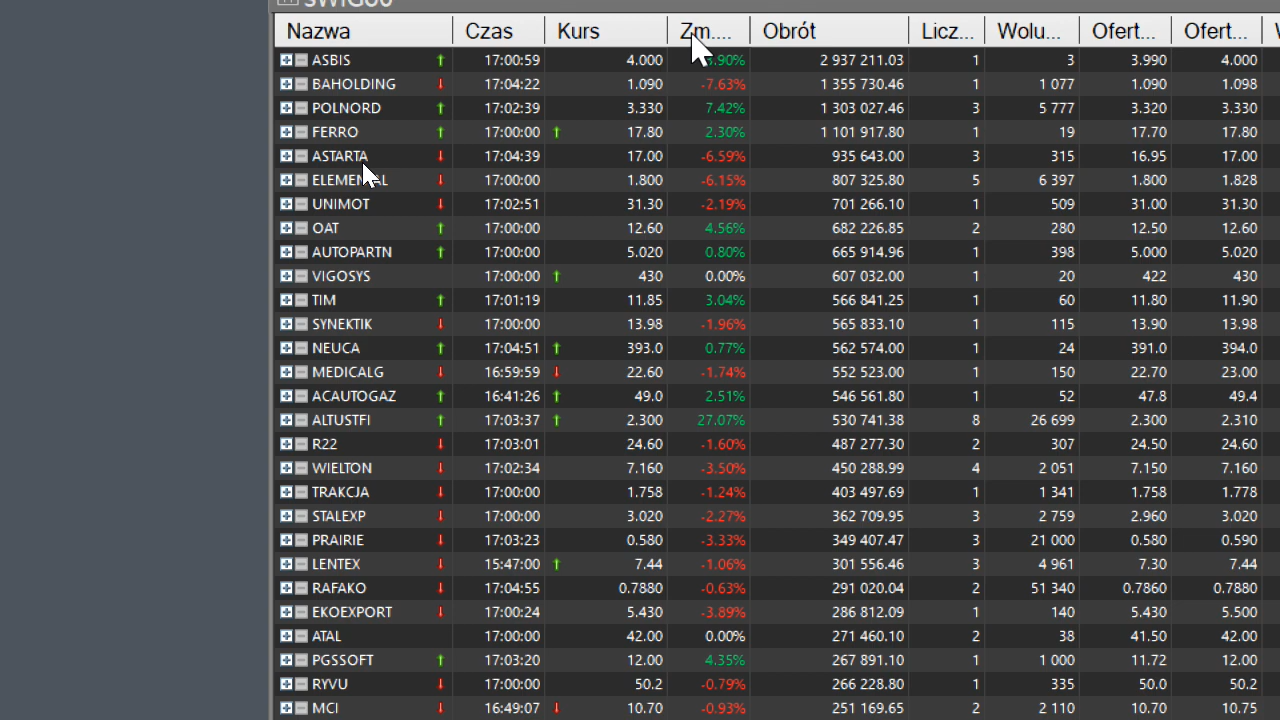 Nazwa Czas Kurs Zm.... Obrót Licz... Wolu... Ofert... Ofert...
ASBIS 17:00:59 4.000 2 937 211.03 1 3 3.990 4.000
BAHOLDING 17:04:22 1.090 -7.63% 1 355 730.46 1 1 077 1.090 1.098
POLNORD 17:02:39 3.330 7.42% 1 303 027.46 3 5 777 3.320 3.330
FERRO 17:00:00 17.80 2.30% 1 101 917.80 1 19 17.70 17.80
ASTARTA 17:04:39 17.00 -6.59% 935 643.00 3 315 16.95 17.00
17:00:00 1.800 -6.15% 807 325.80 5 6 397 1.800 1.828
UNIMOT 17:02:51 31.30 -2.19% 701 266.10 1 509 31.00 31.30
OAT 17:00:00 12.60 4.56% 682 226.85 2 280 12.50 12.60
AUTOPARTN 17:00:00 5.020 0.80% 665 914.96 1 398 5.000 5.020
VIGOSYS 17:00:00 430 0.00% 607 032.00 1 20 422 430
TIM 17:01:19 11.85 3.04% 566 841.25 1 60 11.80 11.90
SYNEKTIK 17:00:00 13.98 -1.96% 565 833.10 1 115 13.90 13.98
NEUCA 17:04:51 393.0 0.77% 562 574.00 1 24 391.0 394.0
MEDICALG 16:59:59 22.60 -1.74% 552 523.00 1 150 22.70 23.00
ACAUTOGAZ 16:41:26 49.0 2.51% 546 561.80 1 52 47.8 49.4
ALTUSTFI 17:03:37 2.300 27.07% 530 741.38 8 26 699 2.300 2.310
R22 17:03:01 24.60 -1.60% 487 277.30 2 307 24.50 24.60
WIELTON 17:02:34 7.160 -3.50% 450 288.99 4 2 051 7.150 7.160
TRAKCJA 17:00:00 1.758 -1.24% 403 497.69 1 1 341 1.758 1.778
STALEXP 17:00:00 3.020 -2.27% 362 709.95 3 2 759 2.960 3.020
PRAIRIE 17:03:23 0.580 -3.33% 349 407.47 3 21 000 0.580 0.590
LENTEX 15:47:00 7.44 -1.06% 301 556.46 3 4 961 7.30 7.44
RAFAKO 17:04:55 0.7880 -0.63% 291 020.04 2 51 340 0.7860 0.7880
EKOEXPORT 17:00:24 5.430 -3.89% 286 812.09 1 140 5.430 5.500
ATAL 17:00:00 42.00 0.00% 271 460.10 2 38 41.50 42.00
PGSSOFT 17:03:20 12.00 4.35% 267 891.10 1 1 000 11.72 12.00
RYVU 17:00:00 50.2 -0.79% 266 228.80 1 335 50.0 50.2
MCI 16:49:07 10.70 -0.93% 251 169.65 2 2 110 10.70 10.75